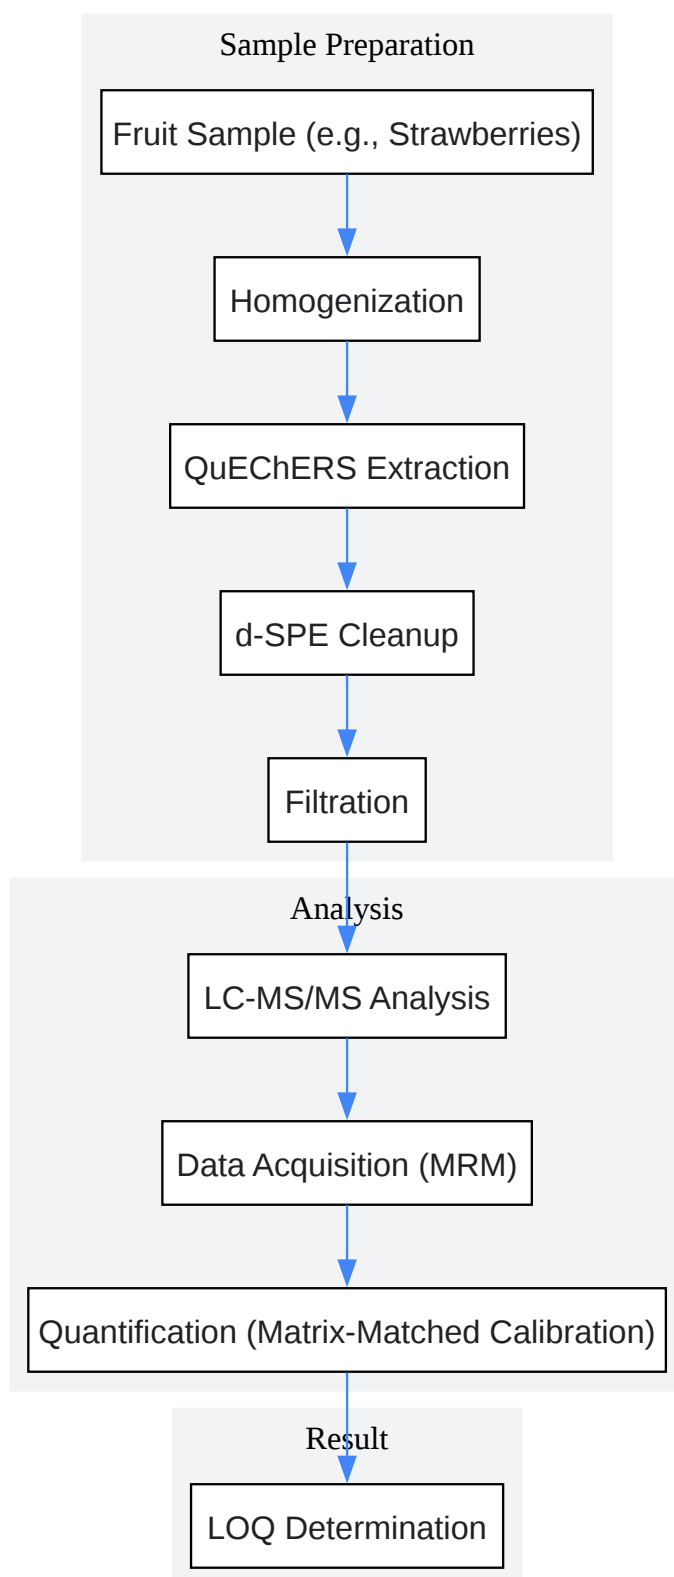 Sample Preparation
Fruit Sample (e.g., Strawberries)
Homogenization
QuEChERS Extraction
d-SPE Cleanup
Filtration
Analysis
LC-MS/MS Analysis
Data Acquisition (MRM)
Quantification (Matrix-Matched Calibration)
Result
LOQ Determination